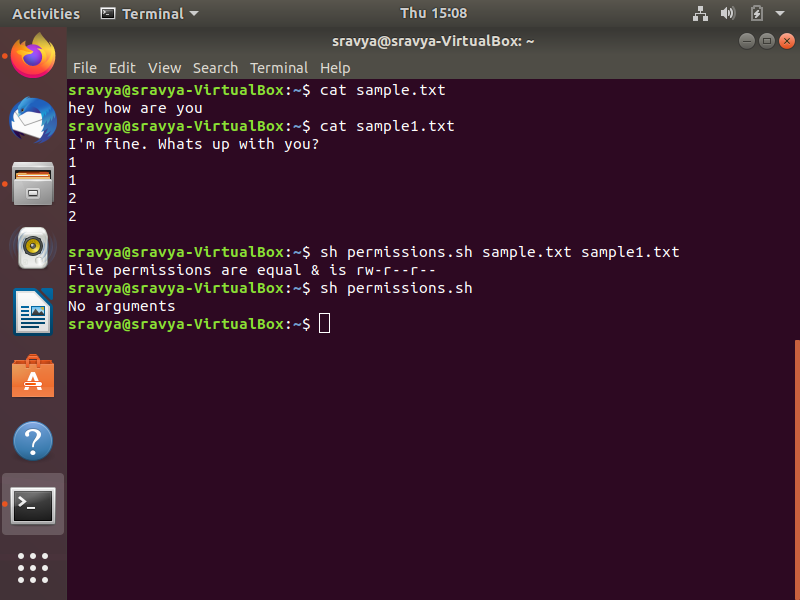 Activities Terminal Thu 15:08
sravya@sravya-VirtualBox: ~
File Edit View Search Terminal Help
sravya@sravya-VirtualBox:~$ cat sample.txt
hey how are you
sravya@sravya-VirtualBox:~$ cat sample1.txt
I'm fine. Whats up with you?
1
1
2
2
sravya@sravya-VirtualBox:~$ sh permissions.sh sample.txt sample1.txt
File permissions are equal & is rw-r--r--
sravya@sravya-VirtualBox:~$ sh permissions.sh
No arguments
sravya@sravya-VirtualBox:~$